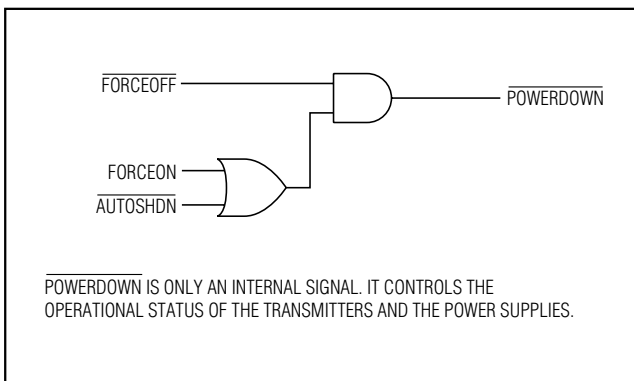 FORCEOFF
POWERDOWN
FORCEON
AUTOSHDN
POWERDOWN IS ONLY AN INTERNAL SIGNAL. IT CONTROLS THE
OPERATIONAL STATUS OF THE TRANSMITTERS AND THE POWER SUPPLIES.